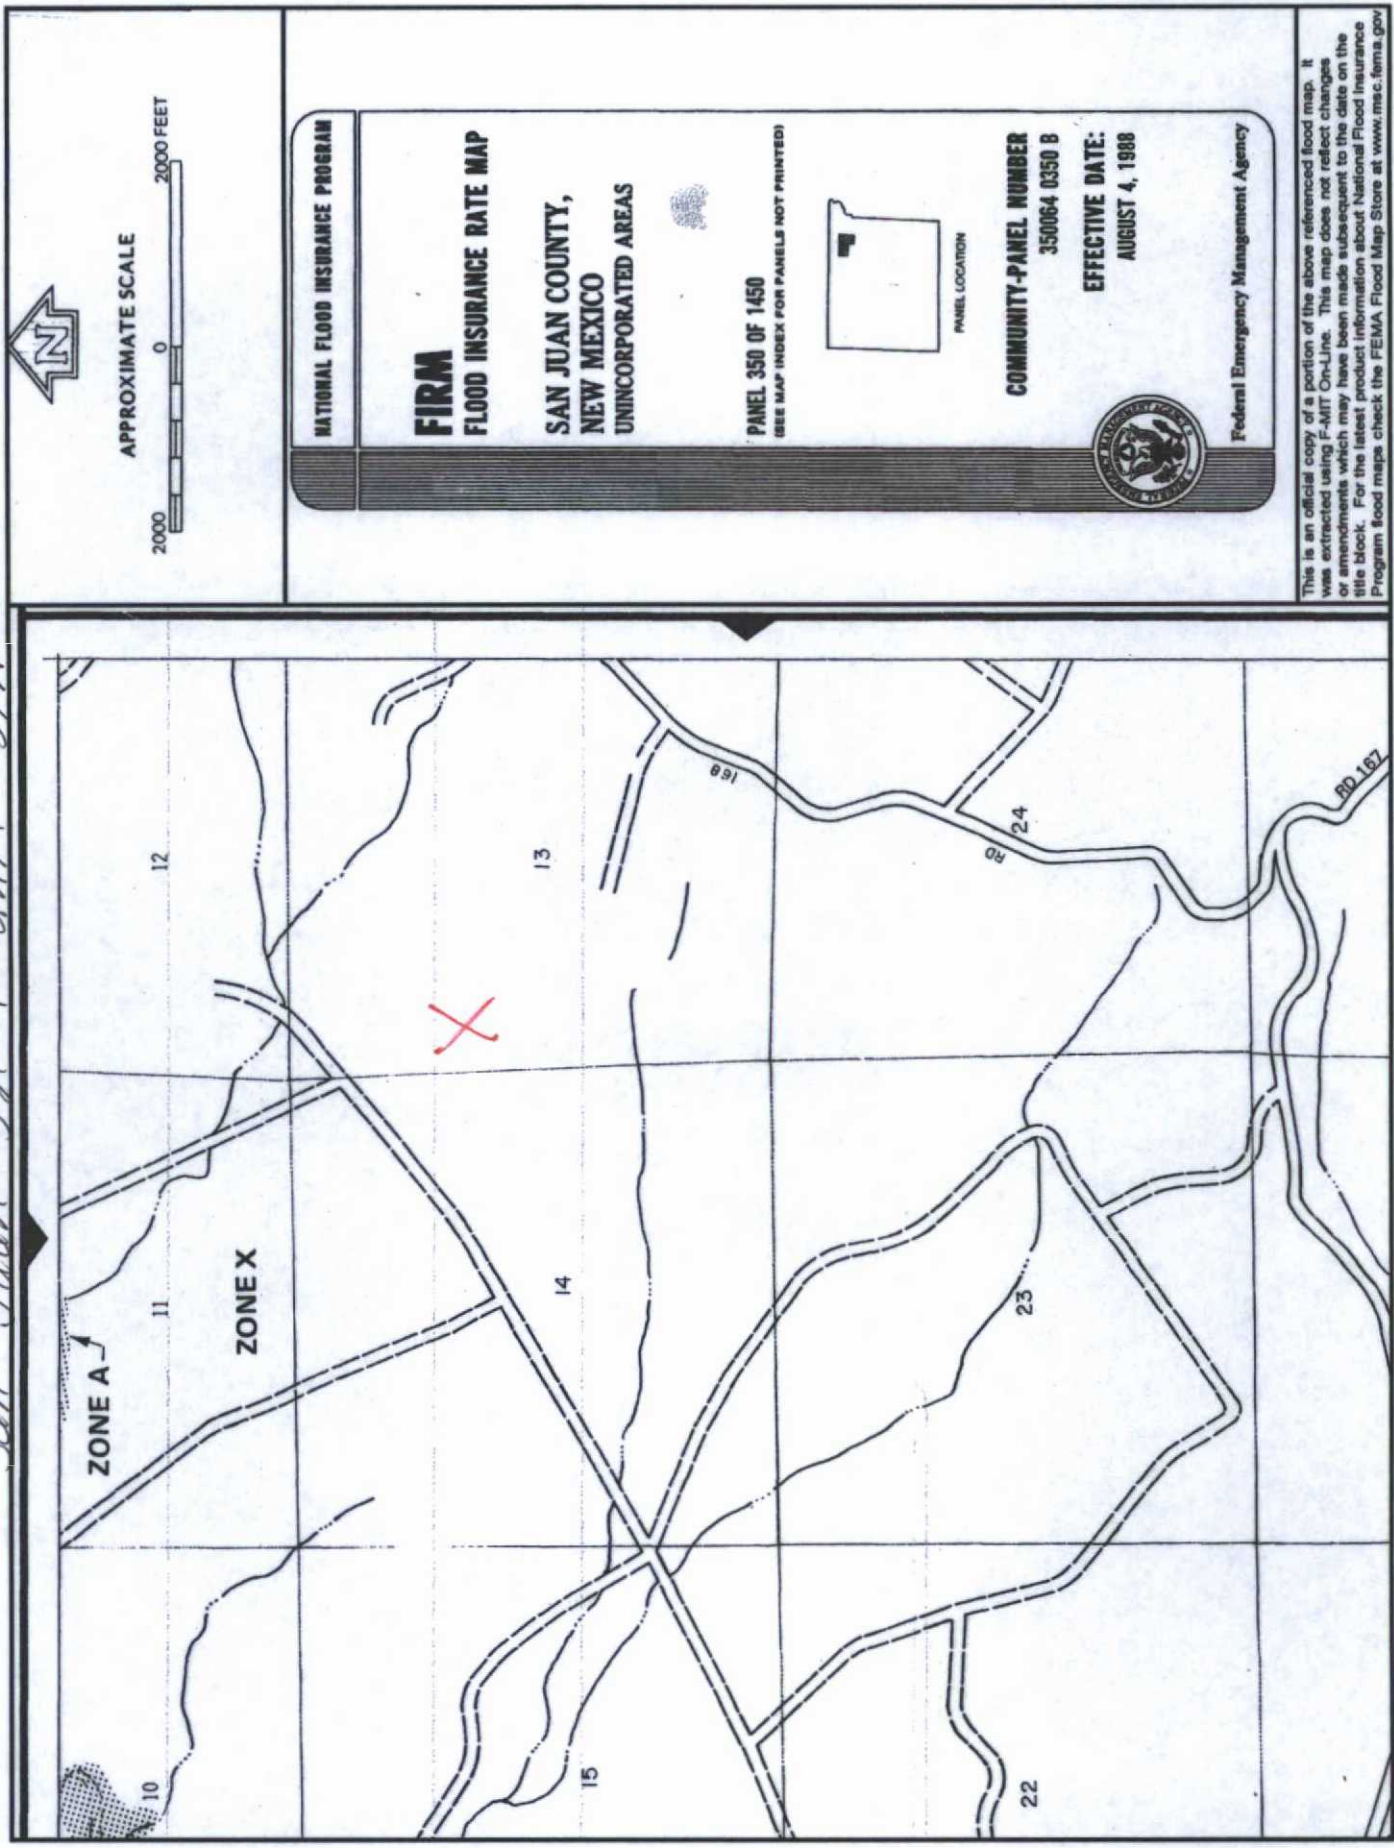 APPROXIMATE SCALE
2000 0 2000 FEET
NATIONAL FLOOD INSURANCE PROGRAM
FIRM
FLOOD INSURANCE RATE MAP
SAN JUAN COUNTY,
NEW MEXICO
UNINCORPORATED AREAS
PANEL 350 OF 1450
(SEE MAP INDEX FOR PANELS NOT PRINTED)
PANEL LOCATION
COMMUNITY-PANEL NUMBER
350064 0350 B
EFFECTIVE DATE:
AUGUST 4, 1988
Federal Emergency Management Agency
This is an official copy of a portion of the above referenced flood map. It
was extracted using F-MIT On-Line. This map does not reflect changes
or amendments which may have been made subsequent to the date on the
title block. For the latest product information about National Flood Insurance
Program flood maps check the FEMA Flood Map Store at www.msc.fema.gov
N
ZONE A
ZONE X
10
11
12
13
14
15
168
RD
24
23
22
RD 167
X